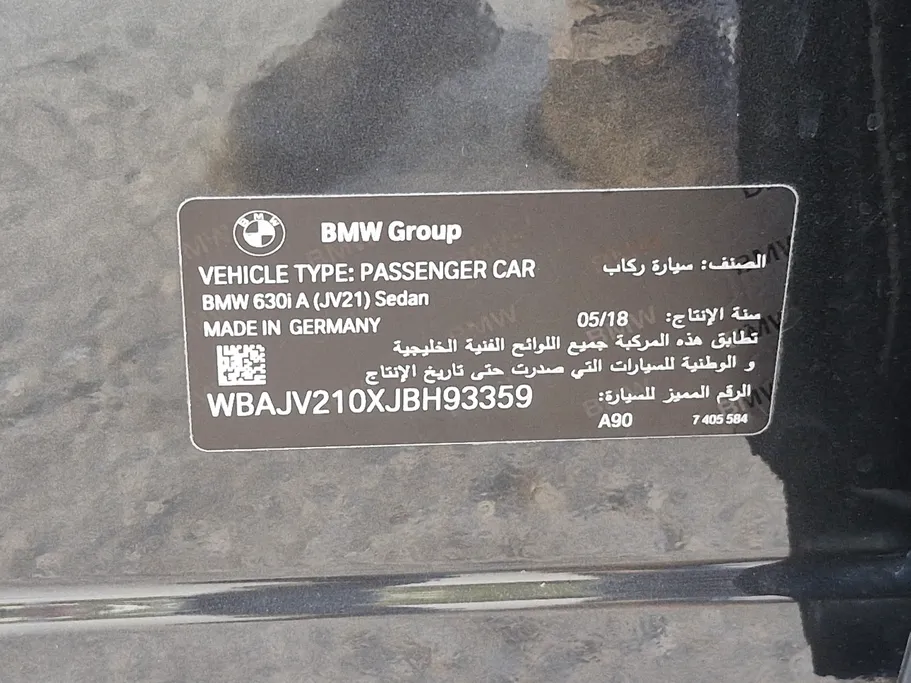 BMW
BMW Group
VEHICLE TYPE: PASSENGER CAR
الصنف: سيارة ركاب
BMW 630i A (JV21) Sedan
MADE IN GERMANY
سنة الإنتاج: 05/18
تطابق هذه المركبة جميع اللوائح الفنية الخليجية
و الوطنية للسيارات التي صدرت حتى تاريخ الإنتاج
الرقم المميز للسيارة:
WBAJV210XJBH93359
A90
7 405 584